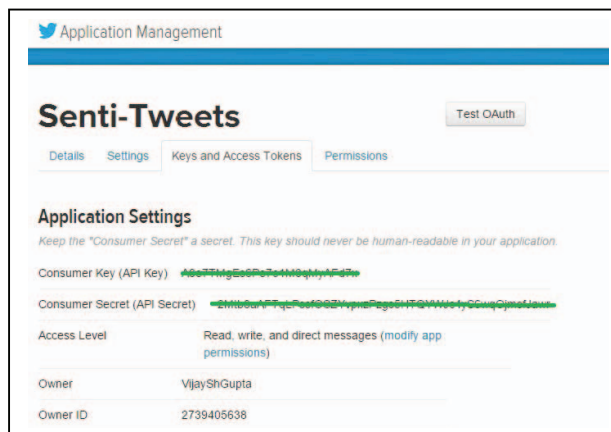 Application Management
Senti-Tweets
Test OAuth
Details Settings Keys and Access Tokens Permissions
Application Settings
Keep the "Consumer Secret" a secret. This key should never be human-readable in your application.
Consumer Key (API Key)
Consumer Secret (API Secret)
Access Level Read, write, and direct messages (modify app
permissions)
Owner VijayShGupta
Owner ID 2739405638